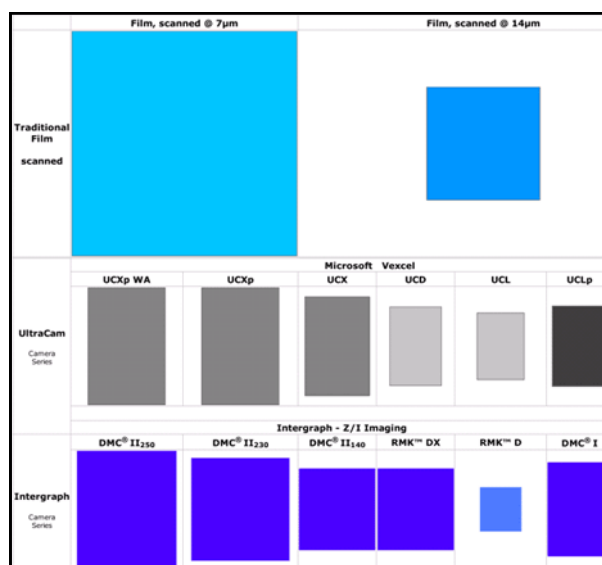 Film, scanned @ 7µm
Film, scanned @ 14µm
Traditional
Film
scanned
Microsoft Vexcel
UCXp WA
UCXp
UCX
UCD
UCL
UCLp
UltraCam
Camera
Series
Intergraph - Z/I Imaging
DMC® II250
DMC® II230
DMC® II140
RMK™ DX
RMK™ D
DMC® I
Intergraph
Camera
Series